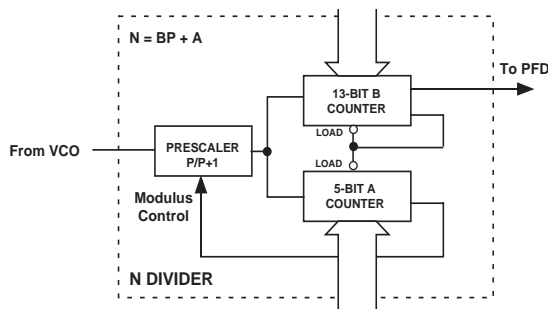 N = BP + A
To PFD
13-BIT B
COUNTER
LOAD
From VCO
PRESCALER
P/P+1
LOAD
Modulus
Control
5-BIT A
COUNTER
N DIVIDER